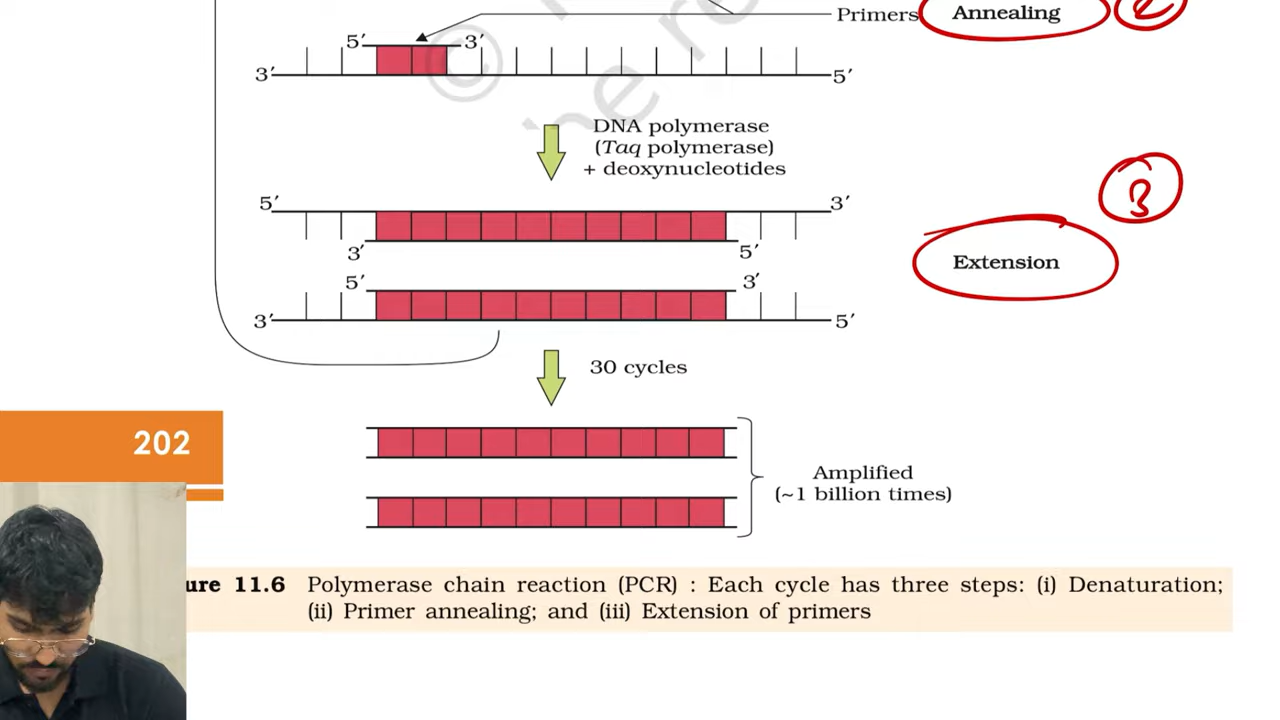 Primers
Annealing
2
5′ 3′
3′ 5′
DNA polymerase
(Taq polymerase)
+ deoxynucleotides
3
5′ 3′
3′ 5′
Extension
5′ 3′
3′ 5′
30 cycles
202
Amplified
(~1 billion times)
ure 11.6 Polymerase chain reaction (PCR) : Each cycle has three steps: (i) Denaturation;
(ii) Primer annealing; and (iii) Extension of primers